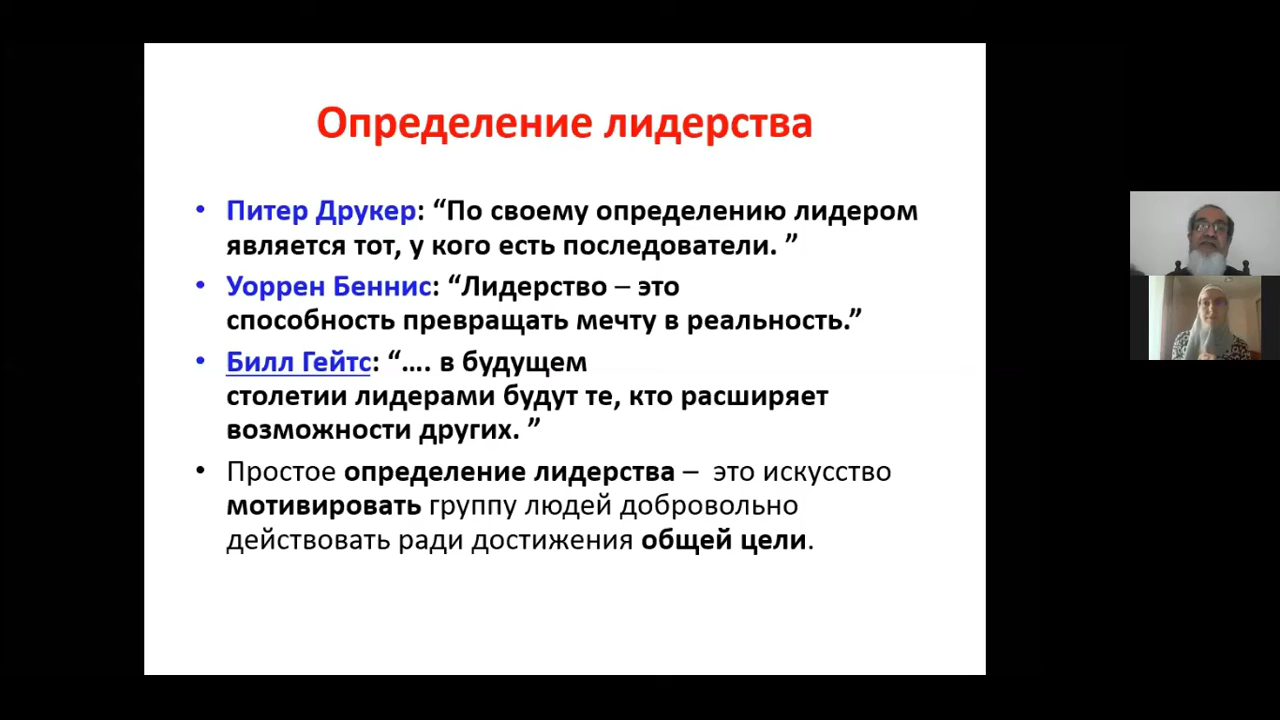 Определение лидерства
• Питер Друкер: “По своему определению лидером
является тот, у кого есть последователи. ”
• Уоррен Беннис: “Лидерство – это
способность превращать мечту в реальность.”
• Билл Гейтс: “…. в будущем
столетии лидерами будут те, кто расширяет
возможности других. ”
• Простое определение лидерства – это искусство
мотивировать группу людей добровольно
действовать ради достижения общей цели.